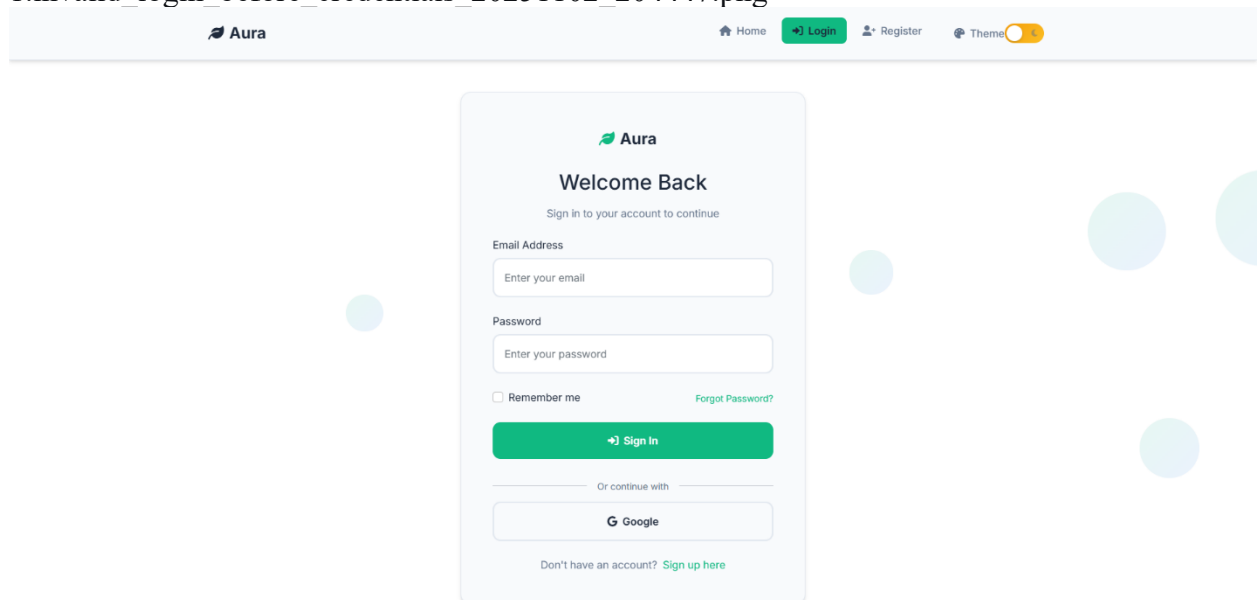 Aura
Home Login Register Theme
Aura
Welcome Back
Sign in to your account to continue
Email Address
Enter your email
Password
Enter your password
Remember me Forgot Password?
Sign In
Or continue with
Google
Don't have an account? Sign up here